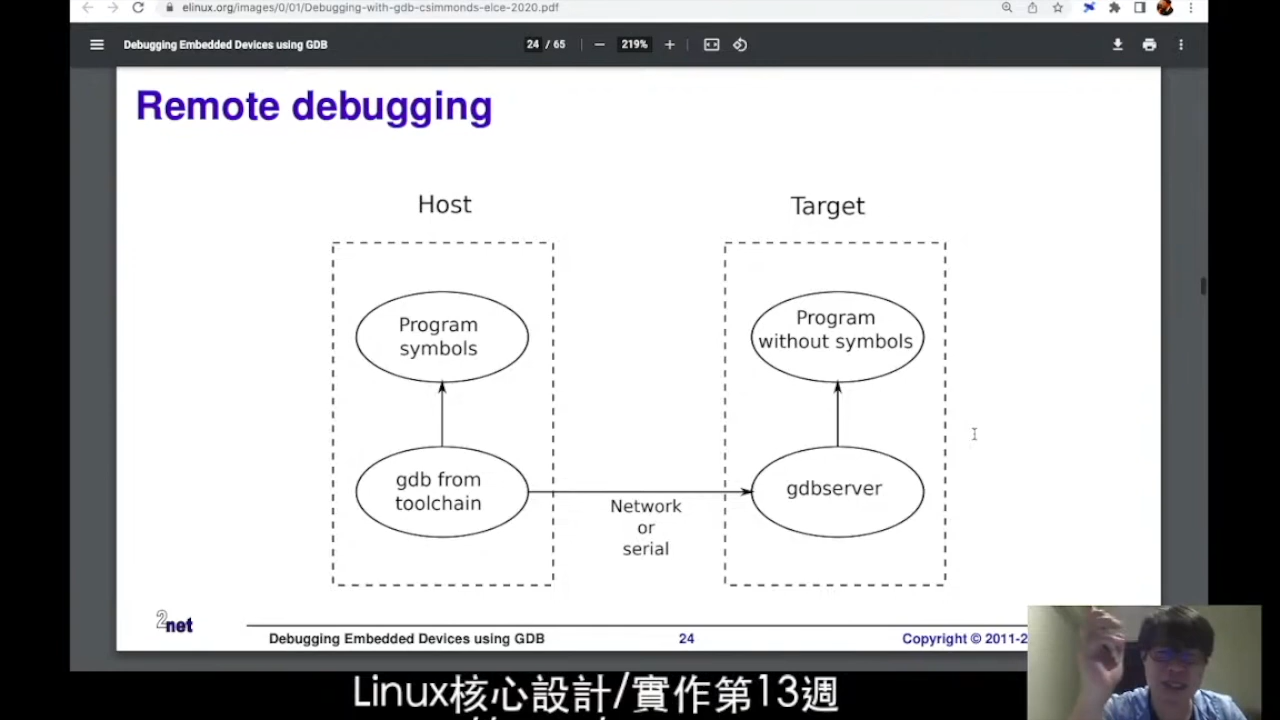 elinux.org/images/0/01/Debugging-with-gdb-csimmonds-elce-2020.pdf
Debugging Embedded Devices using GDB
24 / 65
219%
Remote debugging
Host
Target
Program
symbols
Program
without symbols
gdb from
toolchain
gdbserver
Network
or
serial
2net
Debugging Embedded Devices using GDB
24
Copyright © 2011-2
Linux核心設計/實作第13週